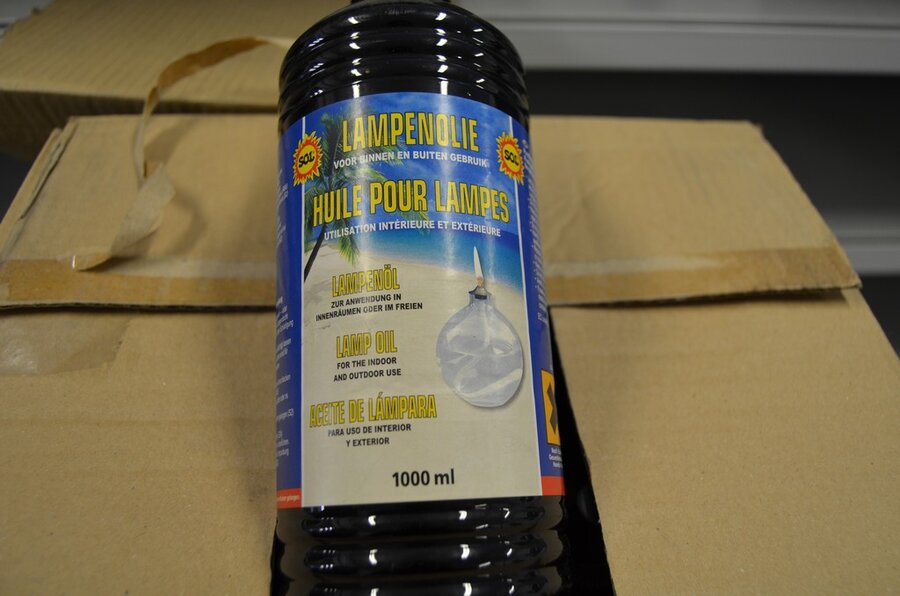 LAMPENOLIE
VOOR BINNEN EN BUITEN GEBRUIK
SOL
SOL
HUILE POUR LAMPES
UTILISATION INTÉRIEURE ET EXTÉRIEURE
LAMPENÖL
ZUR ANWENDUNG IN
INNENRÄUMEN ODER IM FREIEN
LAMP OIL
FOR THE INDOOR
AND OUTDOOR USE
ACEITE DE LÁMPARA
PARA USO DE INTERIOR
Y EXTERIOR
1000 ml